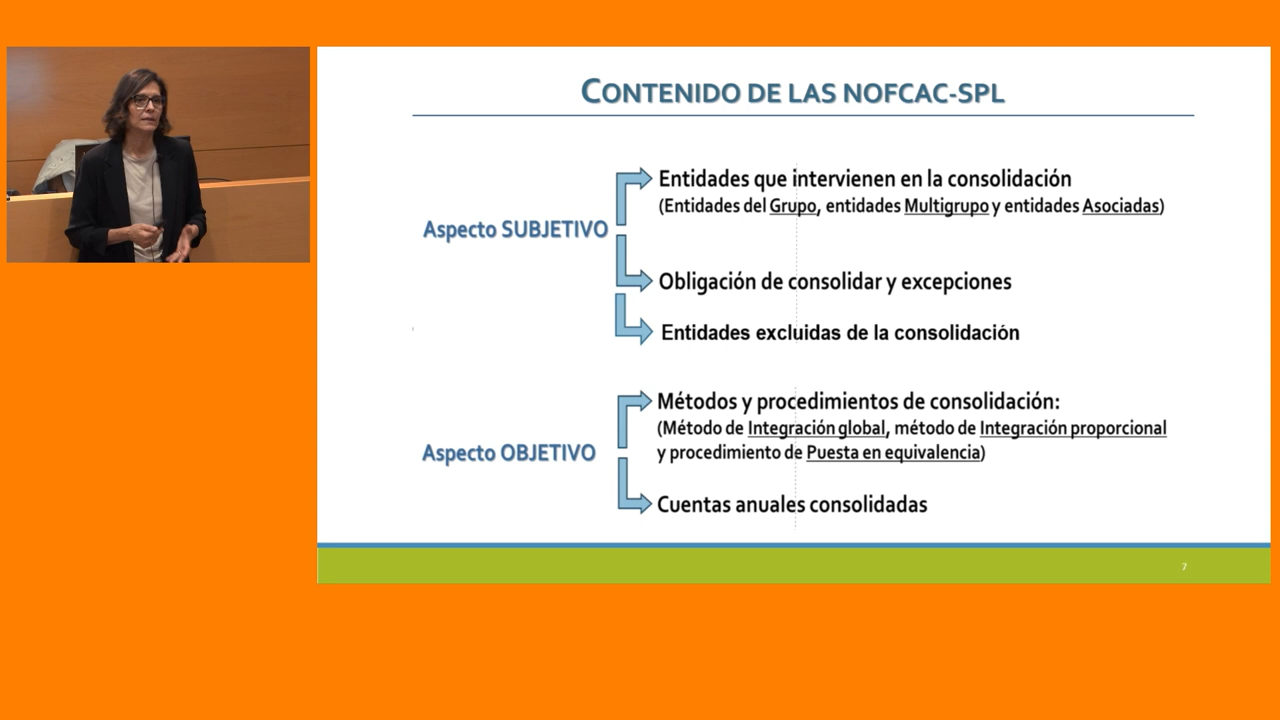 CONTENIDO DE LAS NOFCAC-SPL
Entidades que intervienen en la consolidación
(Entidades del Grupo, entidades Multigrupo y entidades Asociadas)
Aspecto SUBJETIVO
Obligación de consolidar y excepciones
Entidades excluidas de la consolidación
Métodos y procedimientos de consolidación:
(Método de Integración global, método de Integración proporcional
y procedimiento de Puesta en equivalencia)
Aspecto OBJETIVO
Cuentas anuales consolidadas
7